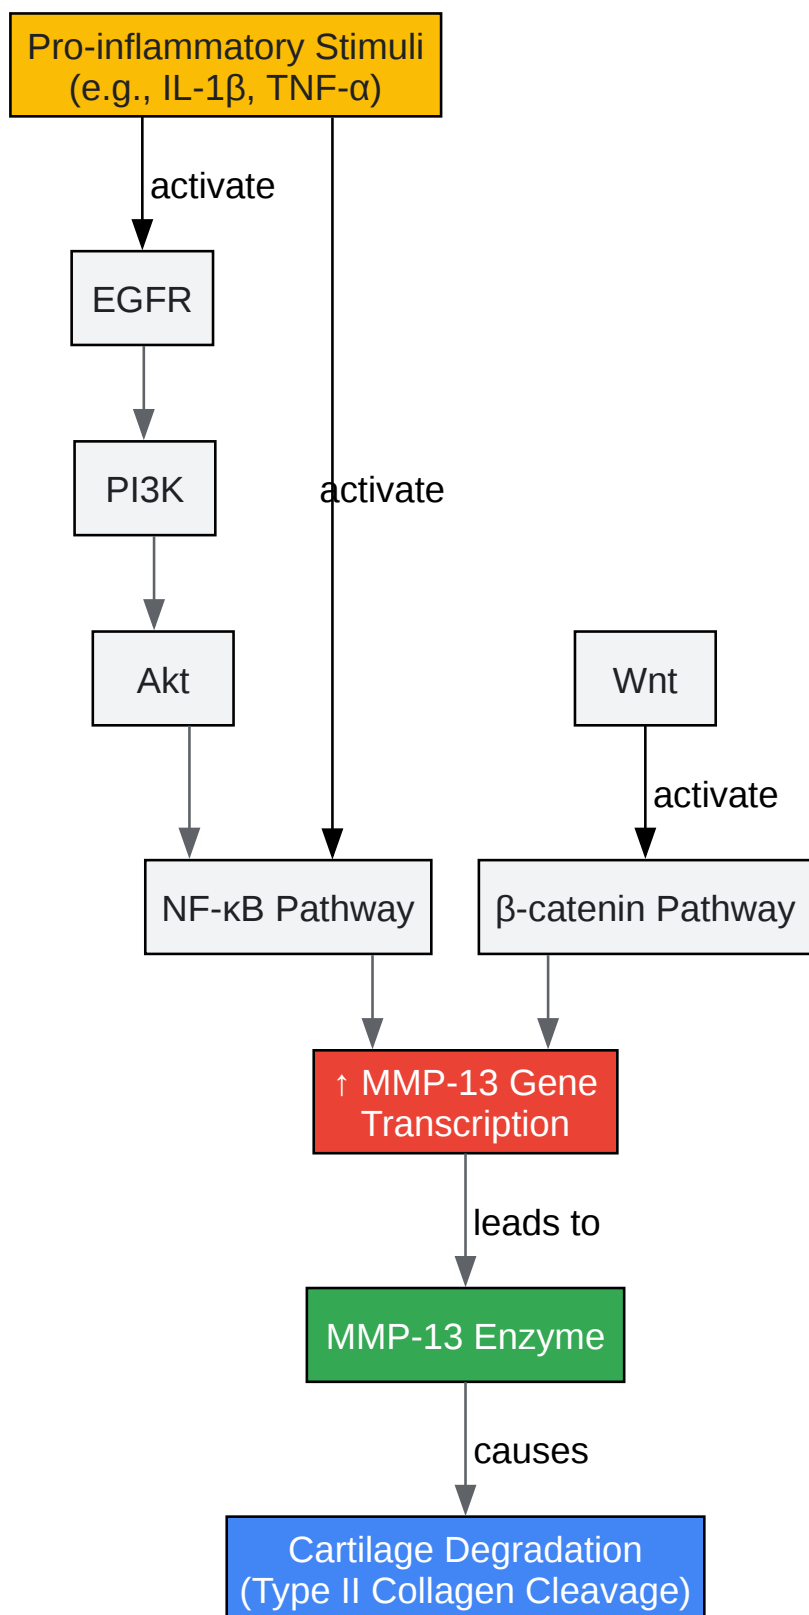 Pro-inflammatory Stimuli
(e.g., IL-1β, TNF-α)
activate
EGFR
PI3K
activate
Akt
Wnt
activate
NF-κB Pathway
β-catenin Pathway
↑ MMP-13 Gene
Transcription
leads to
MMP-13 Enzyme
causes
Cartilage Degradation
(Type II Collagen Cleavage)